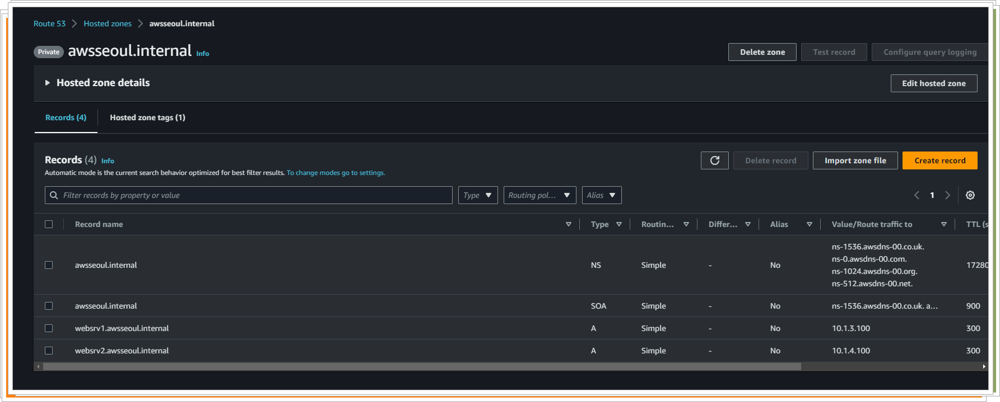 Route 53 > Hosted zones > awsseoul.internal
Private awsseoul.internal Info
Delete zone Test record Configure query logging
Hosted zone details
Edit hosted zone
Records (4) Hosted zone tags (1)
Records (4) Info
Automatic mode is the current search behavior optimized for best filter results. To change modes go to settings.
Delete record Import zone file Create record
Filter records by property or value Type Routing pol... Alias 1
Record name Type Routin... Differ... Alias Value/Route traffic to TTL (s
awsseoul.internal NS Simple - No ns-1536.awsdns-00.co.uk.
ns-0.awsdns-00.com.
ns-1024.awsdns-00.org.
ns-512.awsdns-00.net.
17280
awsseoul.internal SOA Simple - No ns-1536.awsdns-00.co.uk. a... 900
websrv1.awsseoul.internal A Simple - No 10.1.3.100 300
websrv2.awsseoul.internal A Simple - No 10.1.4.100 300